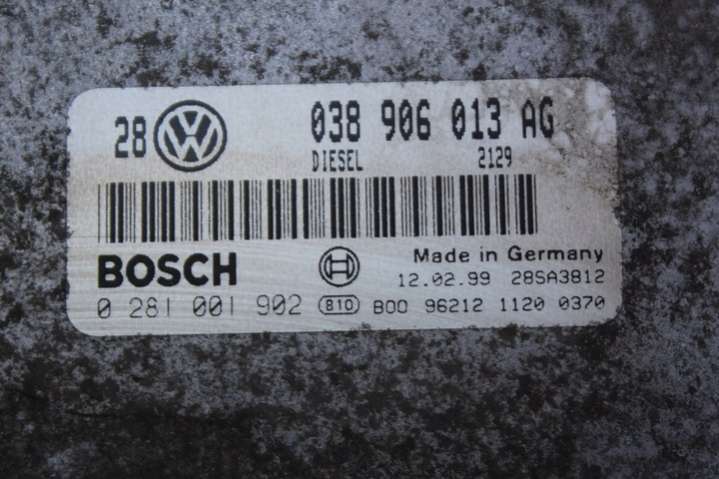 28 VW 038 906 013 AG
DIESEL 2129
BOSCH Made in Germany
12.02.99 28SA3812
0 281 001 902 810 B00 96212 1120 0370